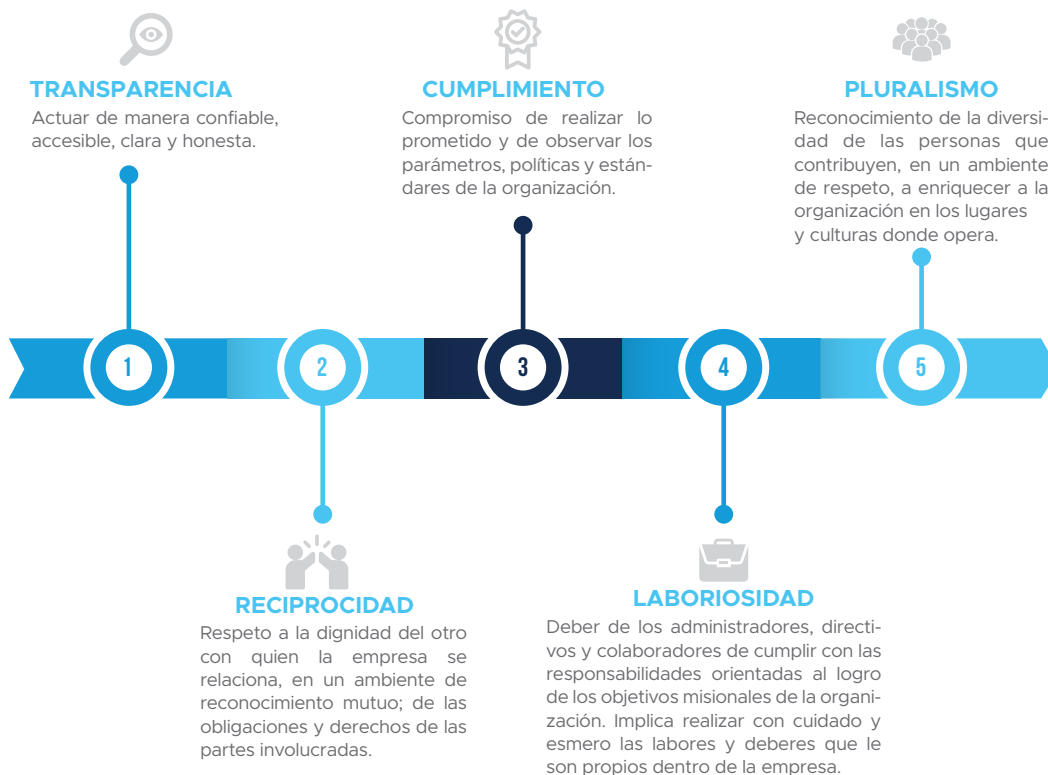 TRANSPARENCIA
Actuar de manera confiable,
accesible, clara y honesta.
CUMPLIMIENTO
Compromiso de realizar lo
prometido y de observar los
parámetros, políticas y están-
dares de la organización.
PLURALISMO
Reconocimiento de la diversi-
dad de las personas que
contribuyen, en un ambiente
de respeto, a enriquecer a la
organización en los lugares
y culturas donde opera.
1
2
3
4
5
RECIPROCIDAD
Respeto a la dignidad del otro
con quien la empresa se
relaciona, en un ambiente de
reconocimiento mutuo; de las
obligaciones y derechos de las
partes involucradas.
LABORIOSIDAD
Deber de los administradores, directi-
vos y colaboradores de cumplir con las
responsabilidades orientadas al logro
de los objetivos misionales de la organi-
zación. Implica realizar con cuidado y
esmero las labores y deberes que le
son propios dentro de la empresa.